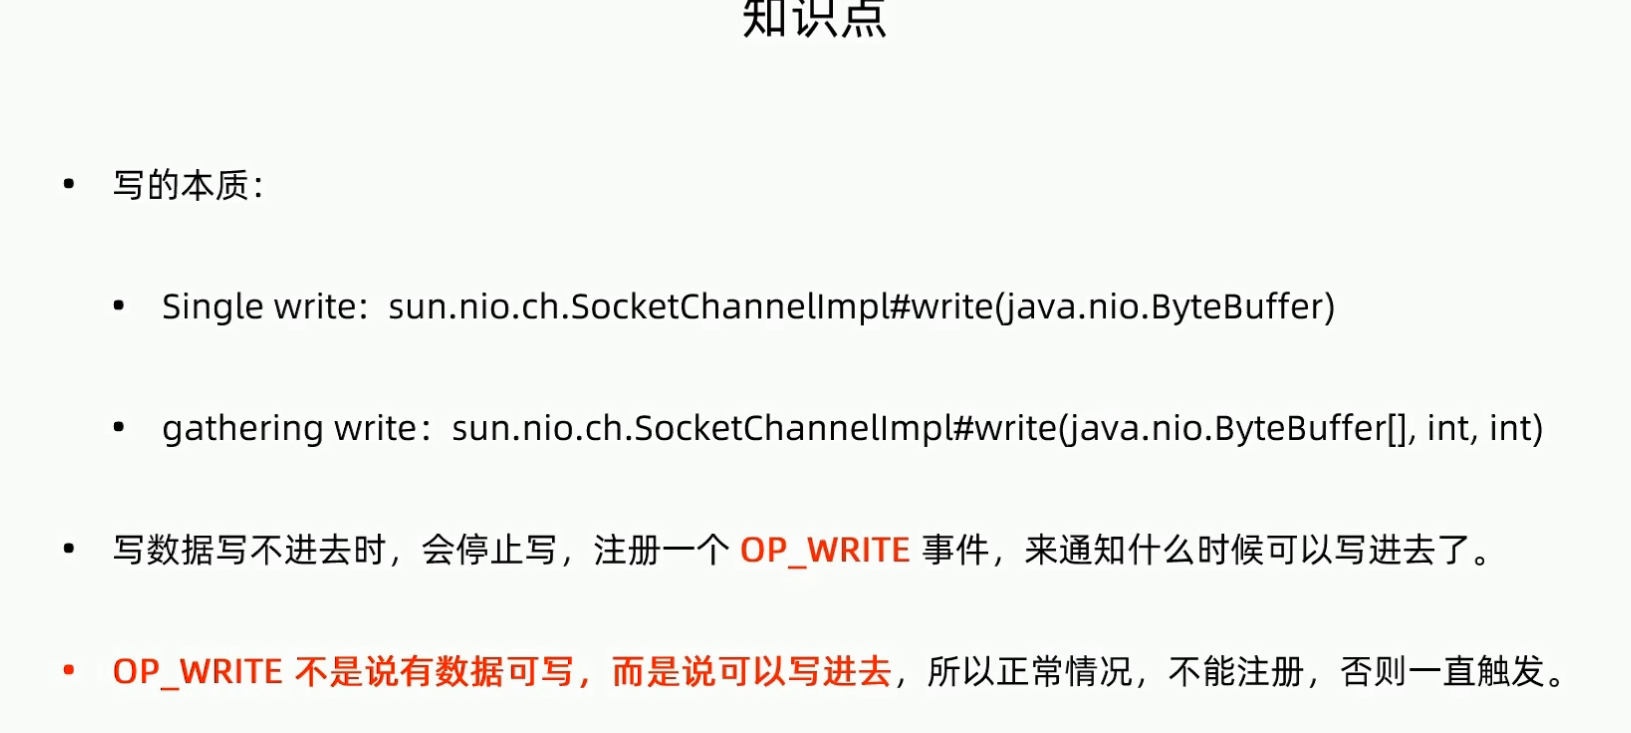 知识点
• 写的本质：
• Single write：sun.nio.ch.SocketChannelImpl#write(java.nio.ByteBuffer)
• gathering write：sun.nio.ch.SocketChannelImpl#write(java.nio.ByteBuffer[], int, int)
• 写数据写不进去时，会停止写，注册一个 OP_WRITE 事件，来通知什么时候可以写进去了。
• OP_WRITE 不是说有数据可写，而是说可以写进去，所以正常情况，不能注册，否则一直触发。